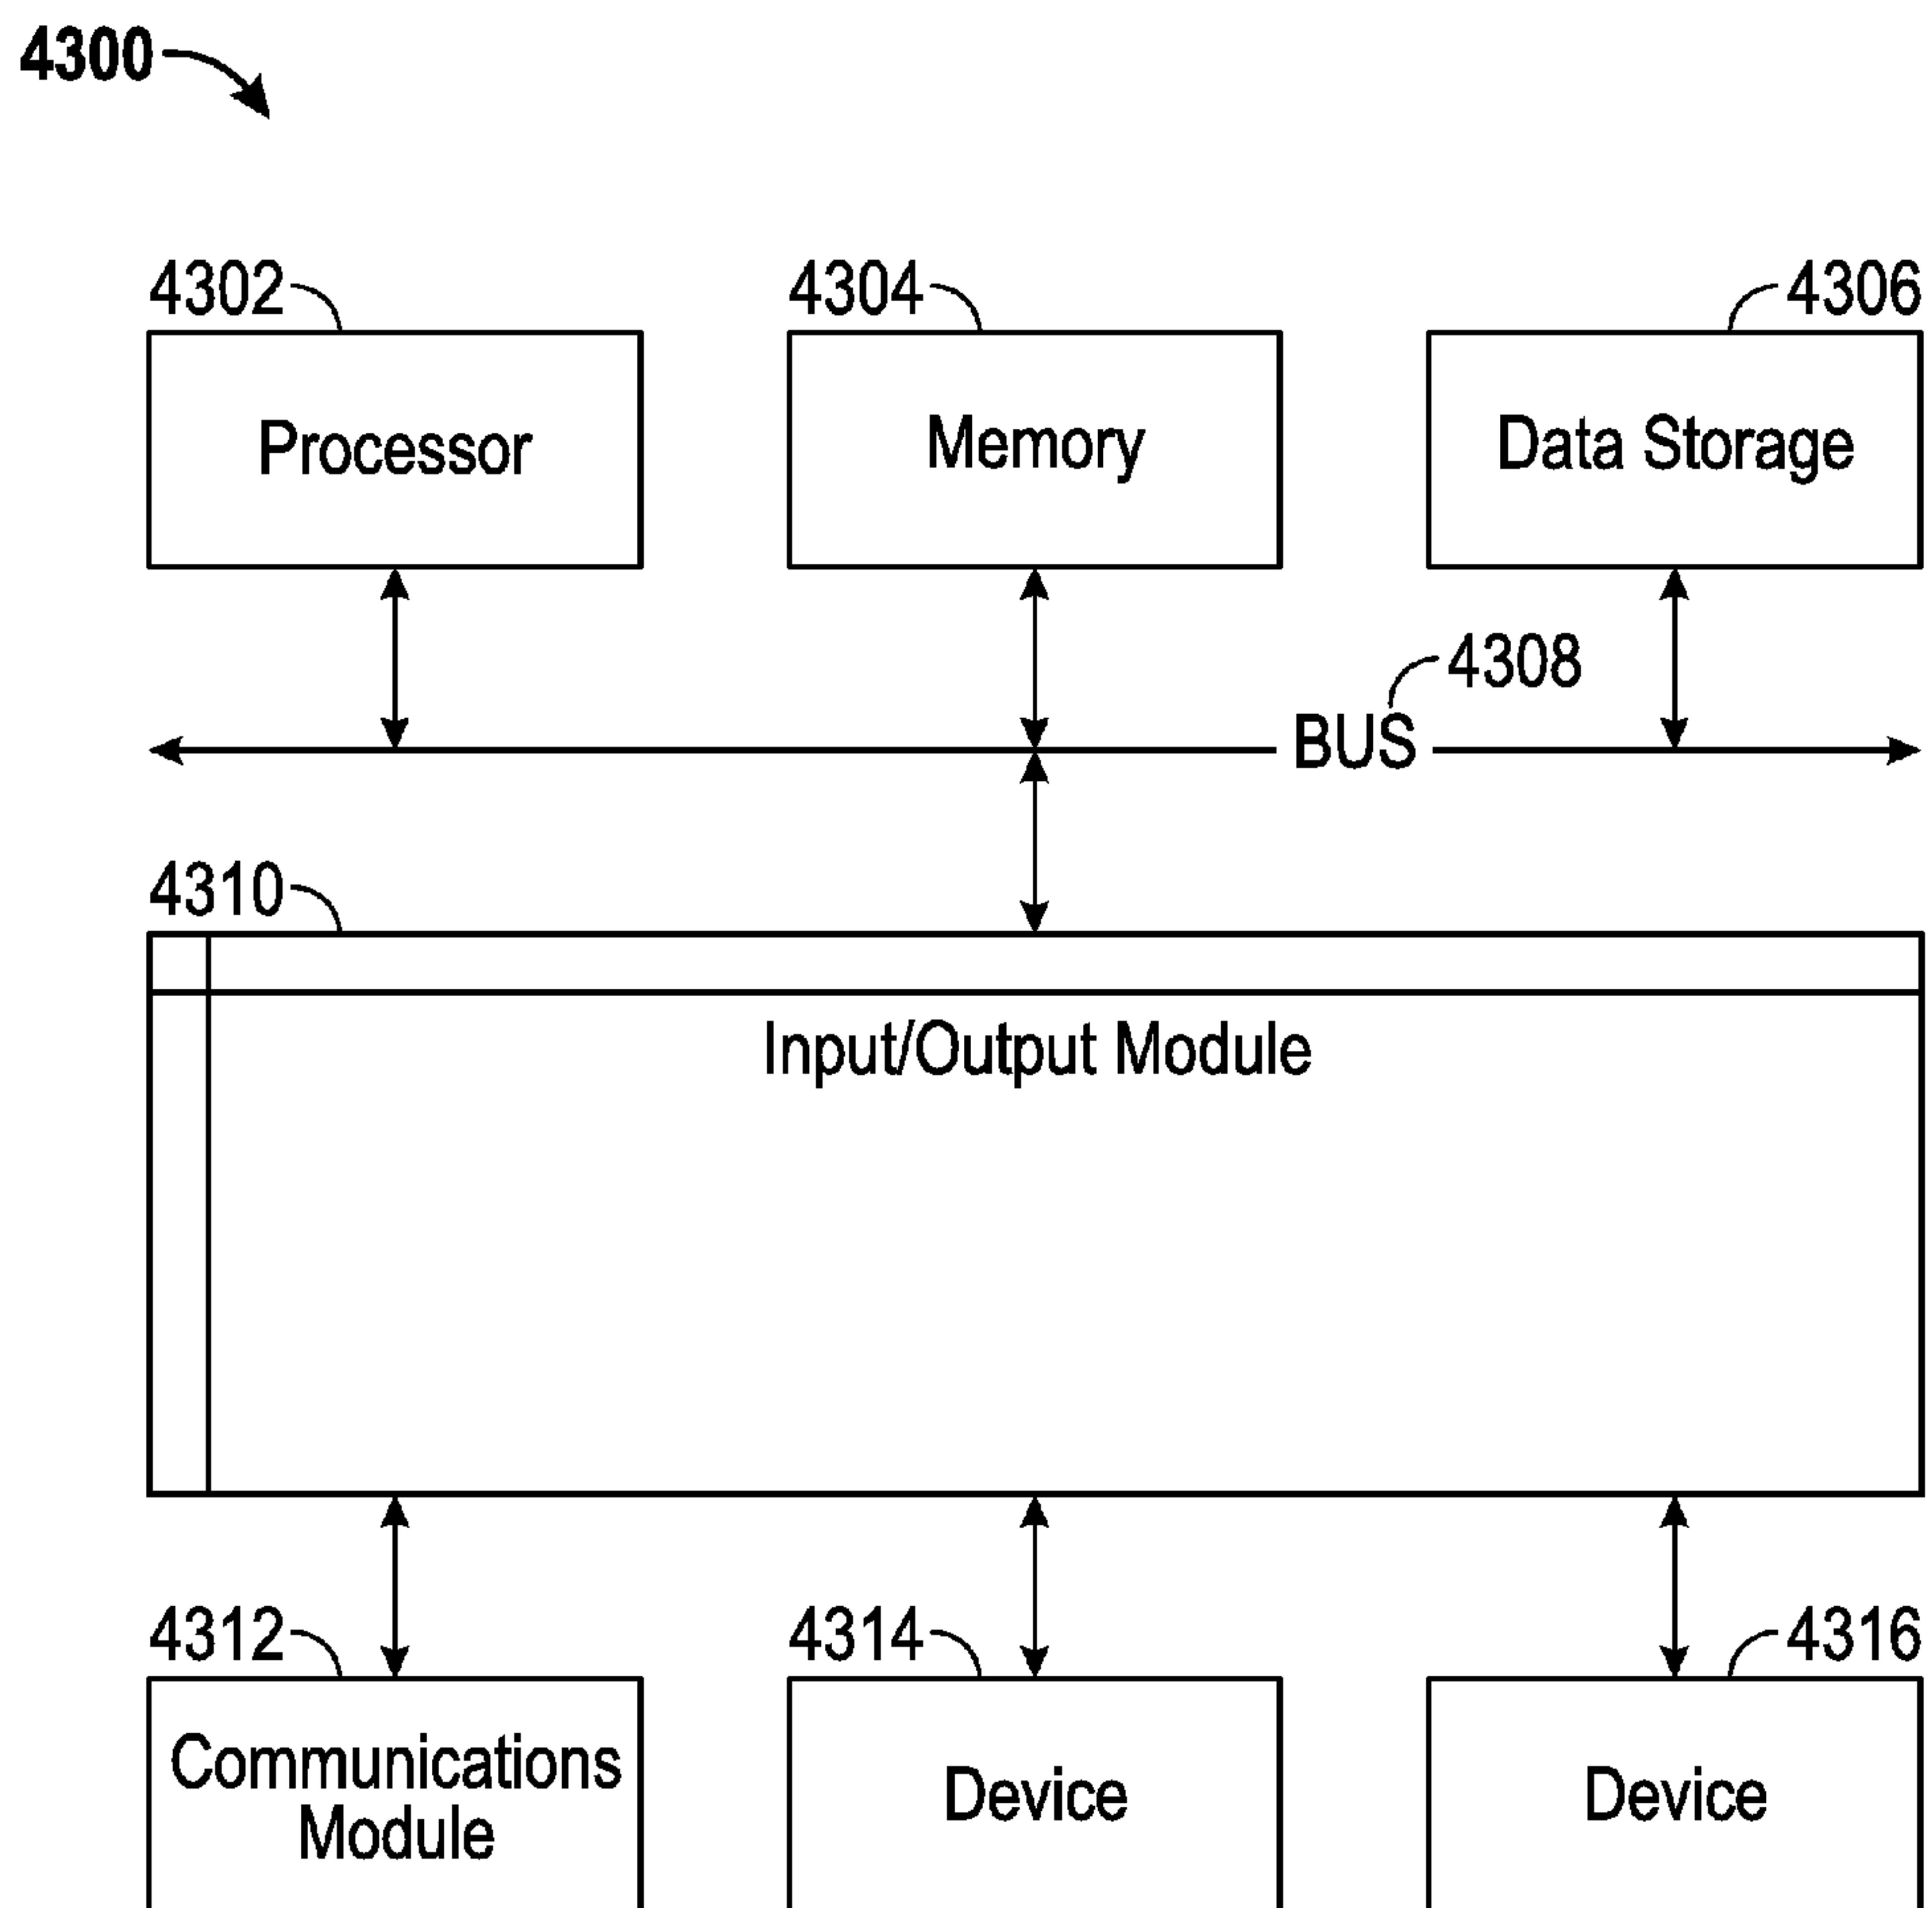 4300
4302
4304
4306
Processor
Memory
Data Storage
4308
BUS
4310
Input/Output Module
4312
4314
4316
Communications
Module
Device
Device